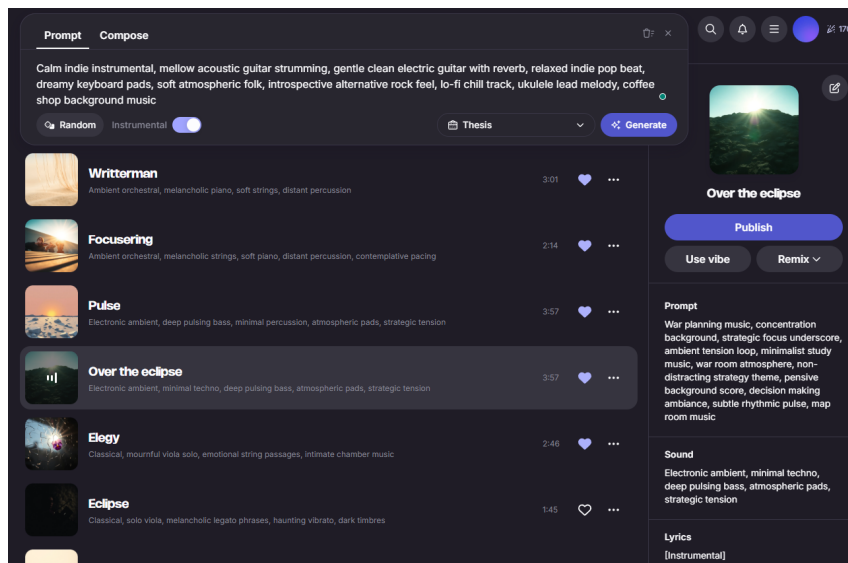 Prompt Compose
Calm indie instrumental, mellow acoustic guitar strumming, gentle clean electric guitar with reverb, relaxed indie pop beat,
dreamy keyboard pads, soft atmospheric folk, introspective alternative rock feel, lo-fi chill track, ukulele lead melody, coffee
shop background music
Random Instrumental Thesis Generate
Writterman
Ambient orchestral, melancholic piano, soft strings, distant percussion
3:01
Focusering
Ambient orchestral, melancholic strings, soft piano, distant percussion, contemplative pacing
2:14
Pulse
Electronic ambient, deep pulsing bass, minimal percussion, atmospheric pads, strategic tension
3:57
Over the eclipse
Electronic ambient, minimal techno, deep pulsing bass, atmospheric pads, strategic tension
3:57
Elegy
Classical, mournful viola solo, emotional string passages, intimate chamber music
2:46
Eclipse
Classical, solo viola, melancholic legato phrases, haunting vibrato, dark timbres
1:45
Over the eclipse
Publish
Use vibe Remix
Prompt
War planning music, concentration
background, strategic focus underscore,
ambient tension loop, minimalist study
music, war room atmosphere, non-
distracting strategy theme, pensive
background score, decision making
ambiance, subtle rhythmic pulse, map
room music
Sound
Electronic ambient, minimal techno,
deep pulsing bass, atmospheric pads,
strategic tension
Lyrics
[Instrumental]